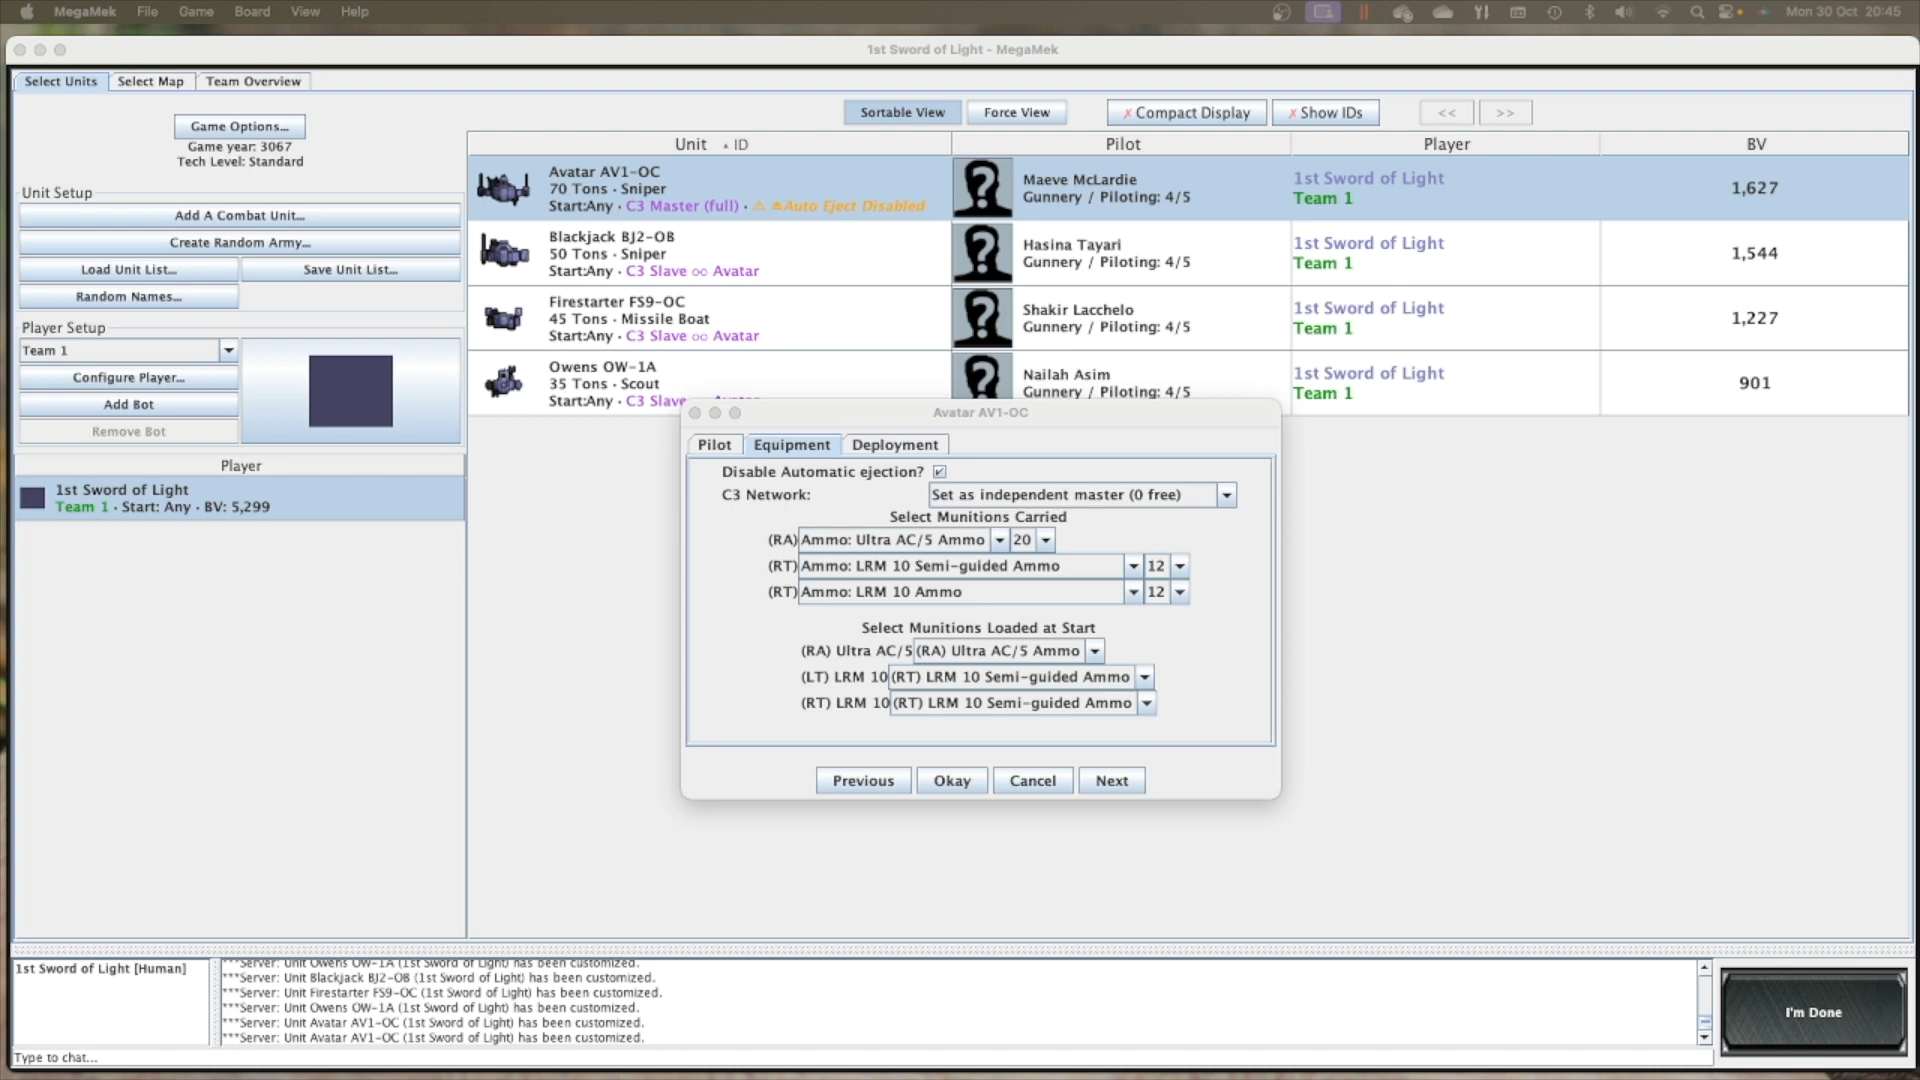 MegaMek File Game Board View Help
Mon 30 Oct 20:45
1st Sword of Light - MegaMek
Select Units Select Map Team Overview
Game Options...
Game year: 3067
Tech Level: Standard
Unit Setup
Add A Combat Unit...
Create Random Army...
Load Unit List... Save Unit List...
Random Names...
Player Setup
Team 1
Configure Player...
Add Bot
Remove Bot
Player
1st Sword of Light
Team 1 · Start: Any · BV: 5,299
Sortable View Force View ✗ Compact Display ✗ Show IDs << >>
Unit ▴ ID Pilot Player BV
Avatar AV1-OC
70 Tons · Sniper
Start:Any · C3 Master (full) · ⚠ ⏏Auto Eject Disabled
Maeve McLardie
Gunnery / Piloting: 4/5
1st Sword of Light
Team 1
1,627
Blackjack BJ2-OB
50 Tons · Sniper
Start:Any · C3 Slave ∞ Avatar
Hasina Tayari
Gunnery / Piloting: 4/5
1st Sword of Light
Team 1
1,544
Firestarter FS9-OC
45 Tons · Missile Boat
Start:Any · C3 Slave ∞ Avatar
Shakir Lacchelo
Gunnery / Piloting: 4/5
1st Sword of Light
Team 1
1,227
Owens OW-1A
35 Tons · Scout
Start:Any · C3 Slave
Nailah Asim
Gunnery / Piloting: 4/5
1st Sword of Light
Team 1
901
Avatar AV1-OC
Pilot Equipment Deployment
Disable Automatic ejection?
C3 Network: Set as independent master (0 free)
Select Munitions Carried
(RA) Ammo: Ultra AC/5 Ammo 20
(RT) Ammo: LRM 10 Semi-guided Ammo 12
(RT) Ammo: LRM 10 Ammo 12
Select Munitions Loaded at Start
(RA) Ultra AC/5 (RA) Ultra AC/5 Ammo
(LT) LRM 10 (RT) LRM 10 Semi-guided Ammo
(RT) LRM 10 (RT) LRM 10 Semi-guided Ammo
Previous Okay Cancel Next
1st Sword of Light [Human]
***Server: Unit Owens OW-1A (1st Sword of Light) has been customized.
***Server: Unit Blackjack BJ2-OB (1st Sword of Light) has been customized.
***Server: Unit Firestarter FS9-OC (1st Sword of Light) has been customized.
***Server: Unit Owens OW-1A (1st Sword of Light) has been customized.
***Server: Unit Avatar AV1-OC (1st Sword of Light) has been customized.
***Server: Unit Avatar AV1-OC (1st Sword of Light) has been customized.
Type to chat...
I'm Done